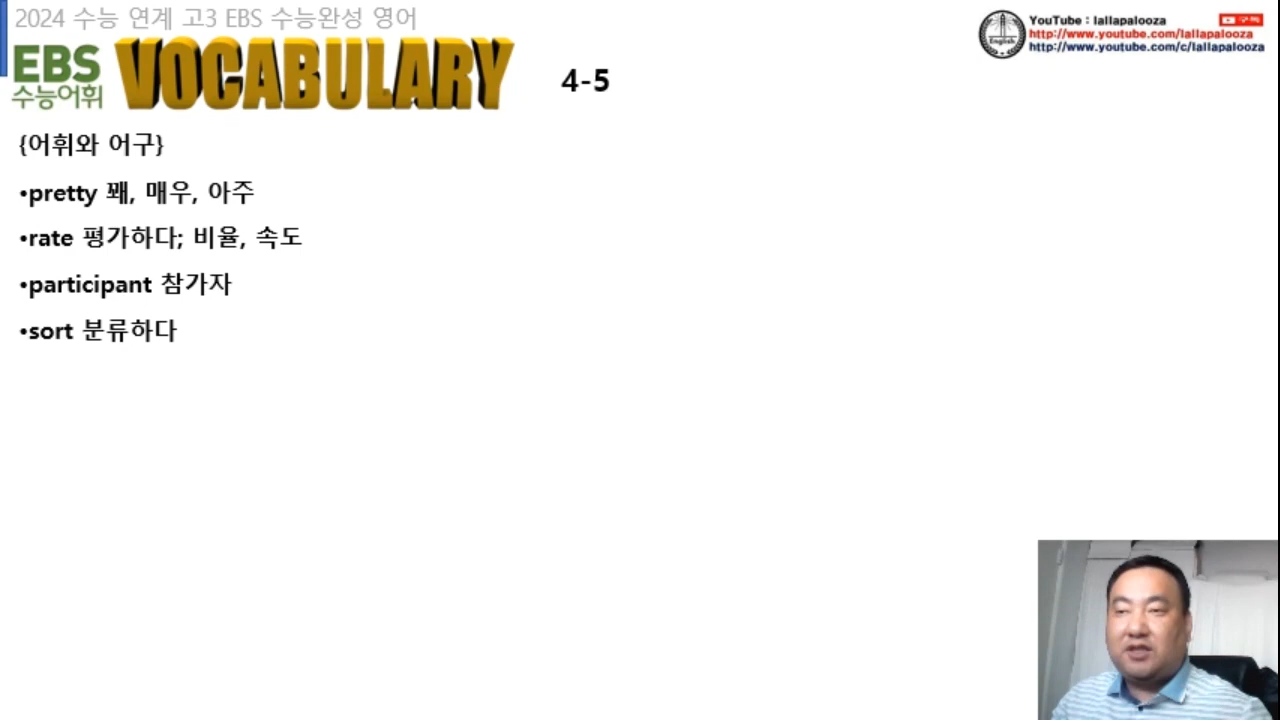 2024 수능 연계 고3 EBS 수능완성 영어
EBS
수능어휘
VOCABULARY
4-5
YouTube : lallapalooza
구독
http://www.youtube.com/lallapalooza
http://www.youtube.com/c/lallapalooza
English
{어휘와 어구}
•pretty 꽤, 매우, 아주
•rate 평가하다; 비율, 속도
•participant 참가자
•sort 분류하다